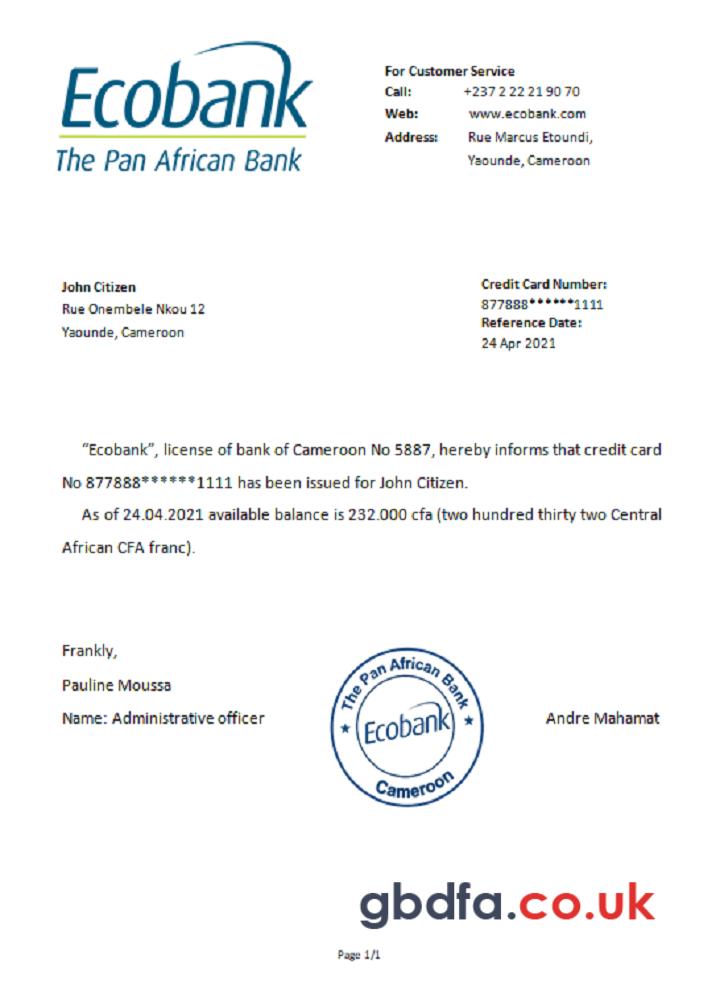 Ecobank
The Pan African Bank
For Customer Service
Call: +237 2 22 21 90 70
Web: www.ecobank.com
Address: Rue Marcus Etoundi,
Yaounde, Cameroon
John Citizen
Rue Onembele Nkou 12
Yaounde, Cameroon
Credit Card Number:
877888******1111
Reference Date:
24 Apr 2021
“Ecobank”, license of bank of Cameroon No 5887, hereby informs that credit card
No 877888******1111 has been issued for John Citizen.
As of 24.04.2021 available balance is 232.000 cfa (two hundred thirty two Central
African CFA franc).
Frankly,
Pauline Moussa
Name: Administrative officer
The Pan African Bank
Ecobank
Cameroon
Andre Mahamat
gbdfa.co.uk
Page 1/1